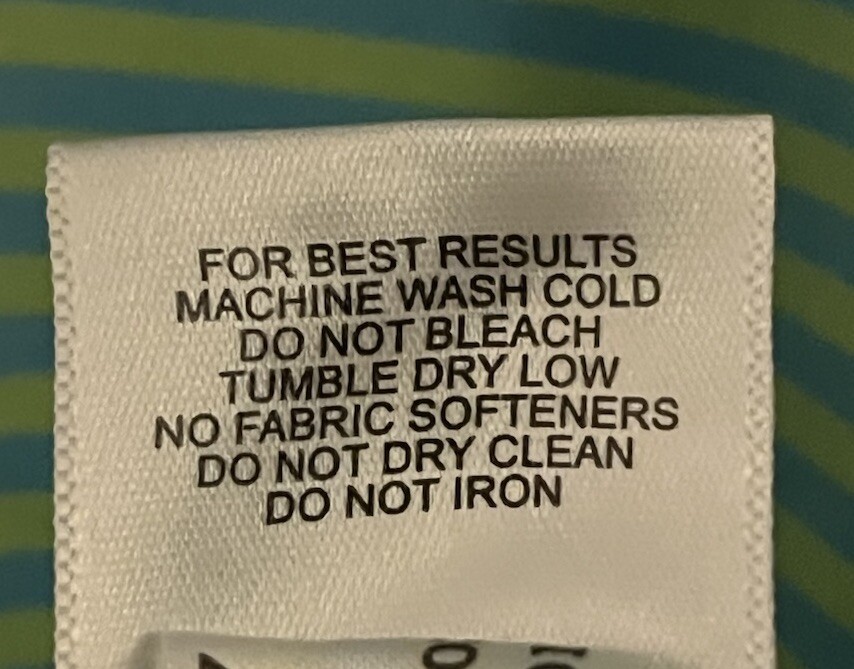 FOR BEST RESULTS
MACHINE WASH COLD
DO NOT BLEACH
TUMBLE DRY LOW
NO FABRIC SOFTENERS
DO NOT DRY CLEAN
DO NOT IRON